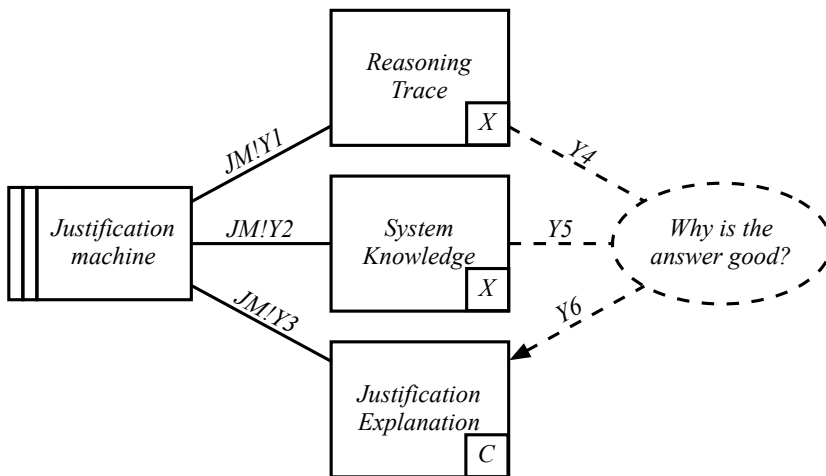 Reasoning
Trace
X
JM!Y1
Y4
Justification
machine
JM!Y2
System
Knowledge
X
Y5
Why is the
answer good?
JM!Y3
Y6
Justification
Explanation
C